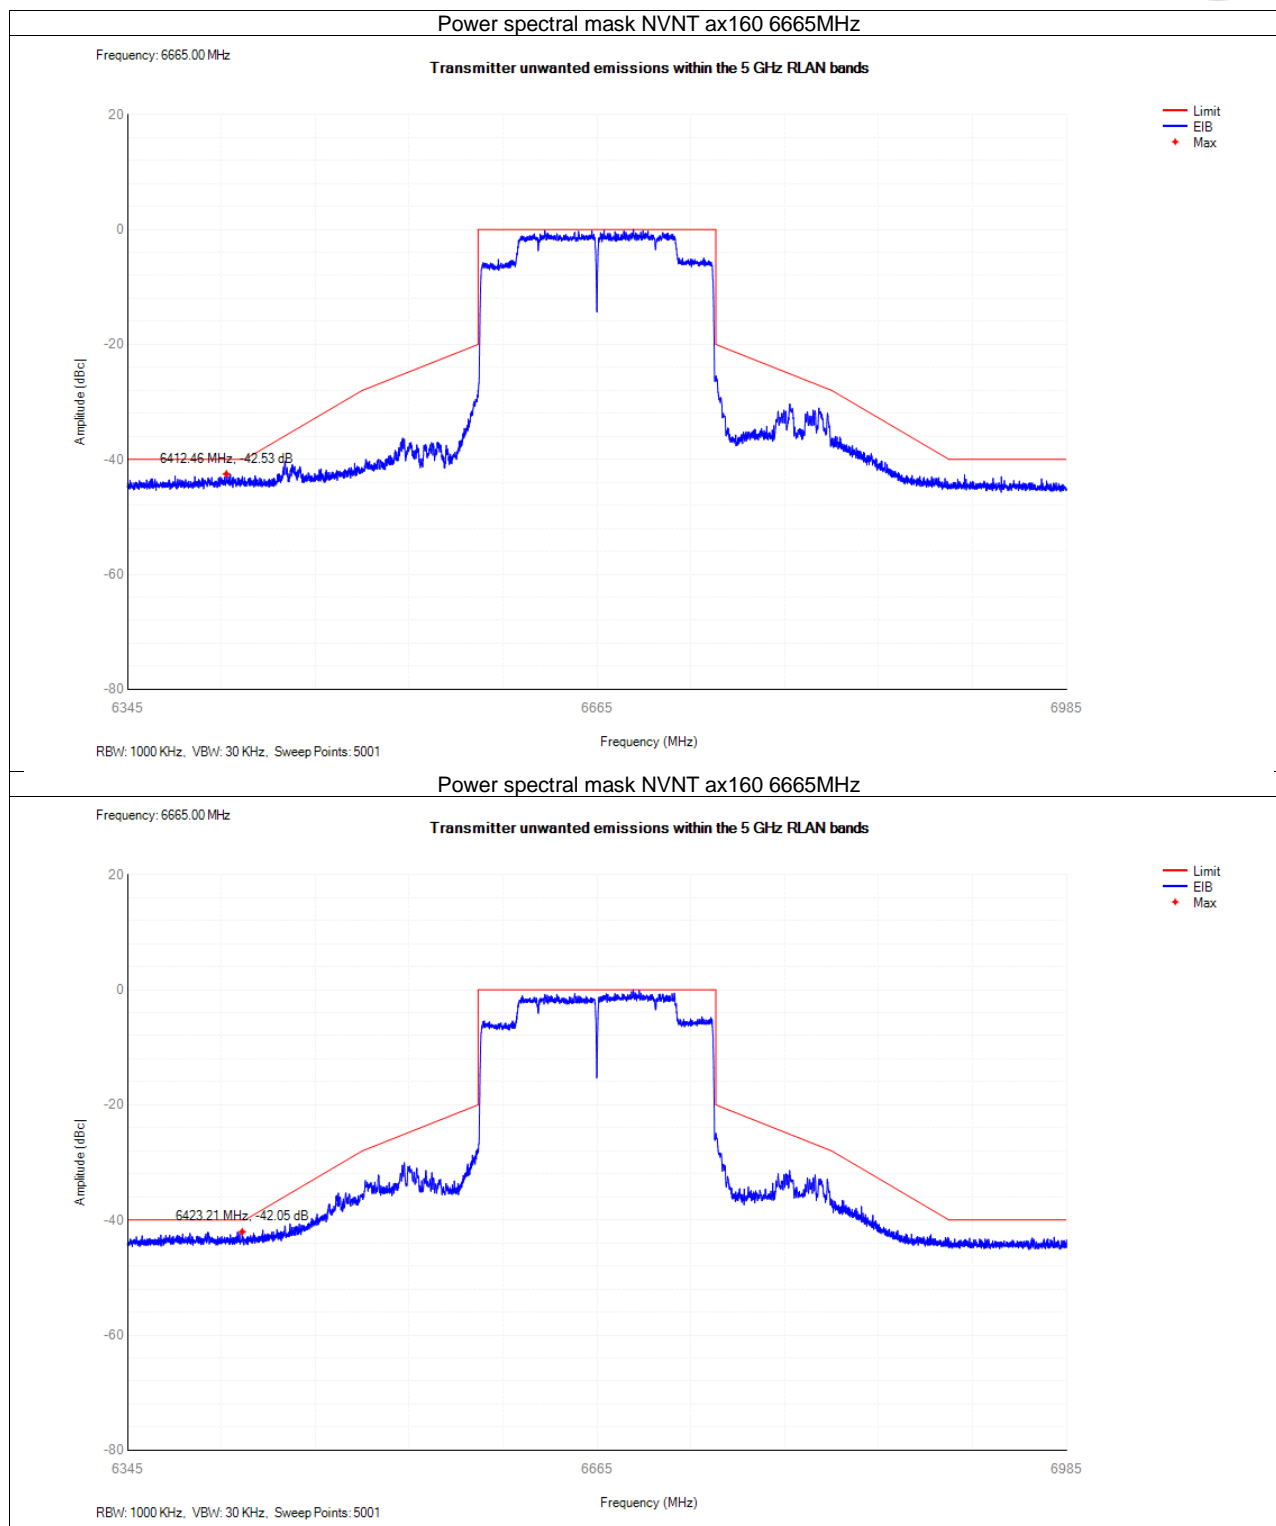 Power spectral mask NVNT ax160 6665MHz
Frequency: 6665.00 MHz
Transmitter unwanted emissions within the 5 GHz RLAN bands
Limit
EIB
Max
20
0
-20
-40
-60
-80
Amplitude (dBc)
6412.46 MHz, -42.53 dB
6345
6665
6985
Frequency (MHz)
RBW: 1000 KHz, VBW: 30 KHz, Sweep Points: 5001
Power spectral mask NVNT ax160 6665MHz
Frequency: 6665.00 MHz
Transmitter unwanted emissions within the 5 GHz RLAN bands
Limit
EIB
Max
20
0
-20
-40
-60
-80
Amplitude (dBc)
6423.21 MHz, -42.05 dB
6345
6665
6985
Frequency (MHz)
RBW: 1000 KHz, VBW: 30 KHz, Sweep Points: 5001